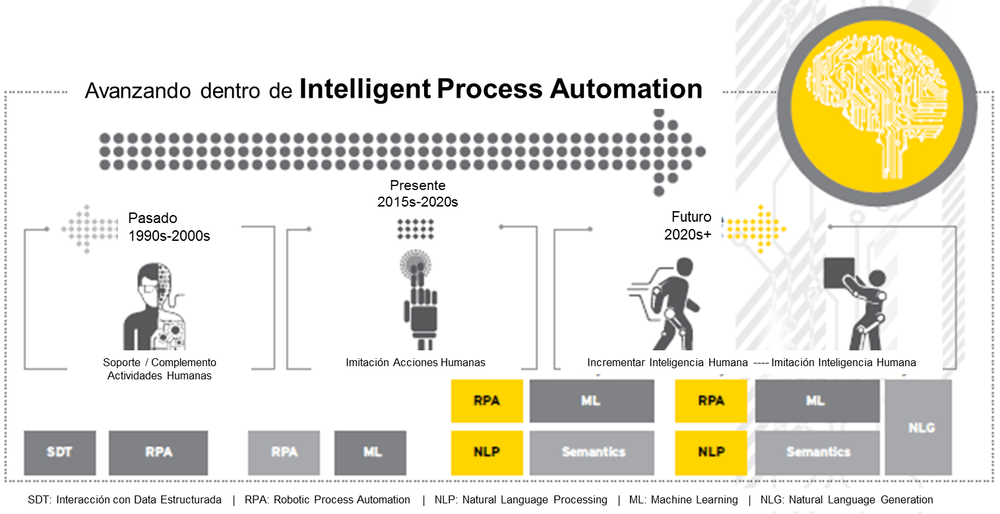 Avanzando dentro de Intelligent Process Automation
Presente
2015s-2020s
Pasado
1990s-2000s
Futuro
2020s+
Soporte / Complemento
Actividades Humanas
Imitación Acciones Humanas
Incrementar Inteligencia Humana ---- Imitación Inteligencia Humana
RPA ML RPA ML
NLG
SDT RPA RPA ML NLP Semantics NLP Semantics
SDT: Interacción con Data Estructurada | RPA: Robotic Process Automation | NLP: Natural Language Processing | ML: Machine Learning | NLG: Natural Language Generation